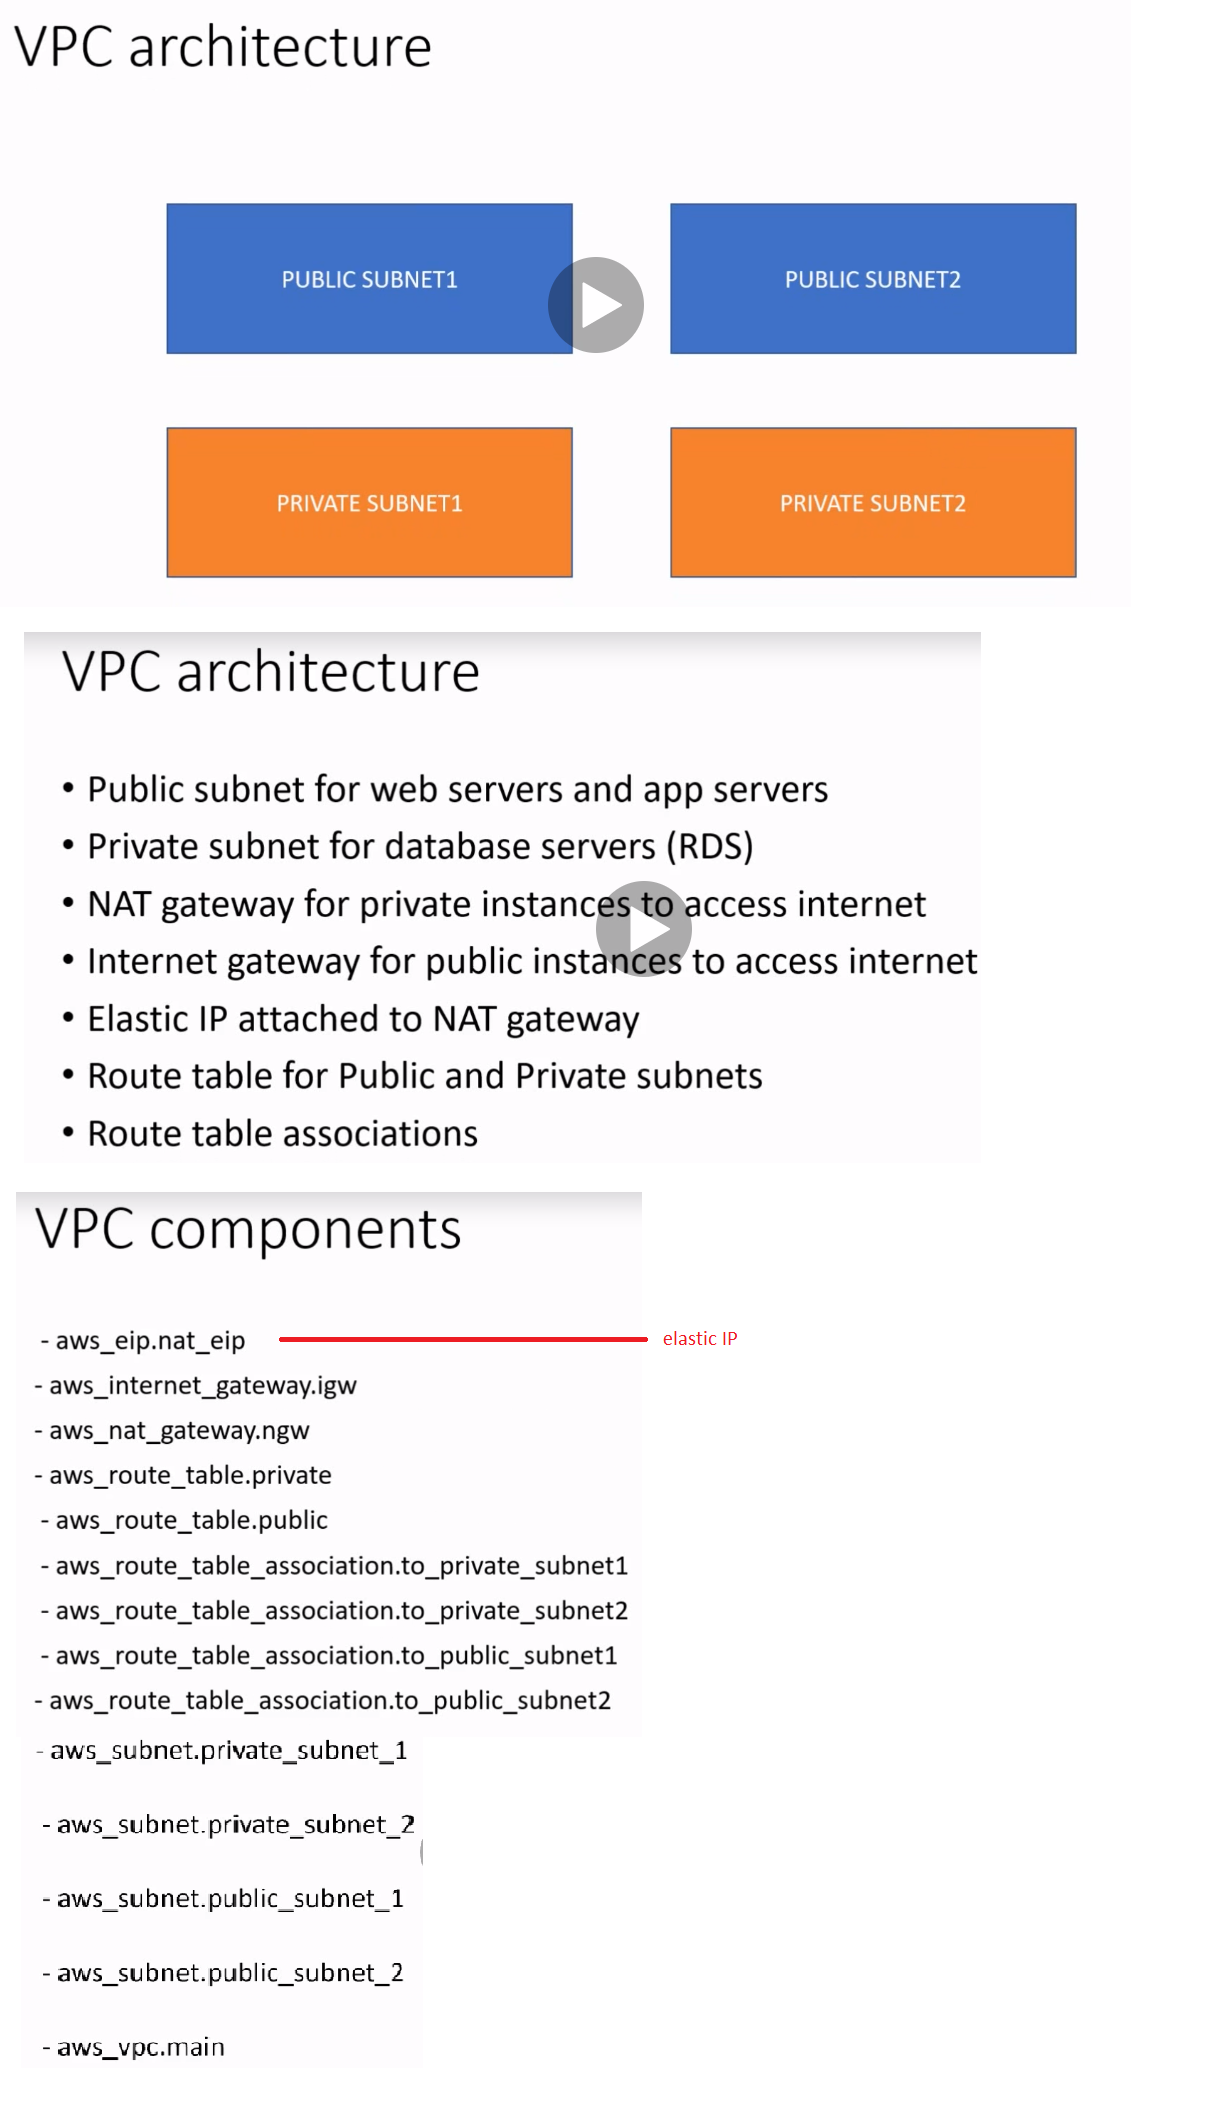 VPC architecture
PUBLIC SUBNET1
PUBLIC SUBNET2
PRIVATE SUBNET1
PRIVATE SUBNET2
VPC architecture
• Public subnet for web servers and app servers
• Private subnet for database servers (RDS)
• NAT gateway for private instances to access internet
• Internet gateway for public instances to access internet
• Elastic IP attached to NAT gateway
• Route table for Public and Private subnets
• Route table associations
VPC components
- aws_eip.nat_eip
elastic IP
- aws_internet_gateway.igw
- aws_nat_gateway.ngw
- aws_route_table.private
- aws_route_table.public
- aws_route_table_association.to_private_subnet1
- aws_route_table_association.to_private_subnet2
- aws_route_table_association.to_public_subnet1
- aws_route_table_association.to_public_subnet2
- aws_subnet.private_subnet_1
- aws_subnet.private_subnet_2
- aws_subnet.public_subnet_1
- aws_subnet.public_subnet_2
- aws_vpc.main